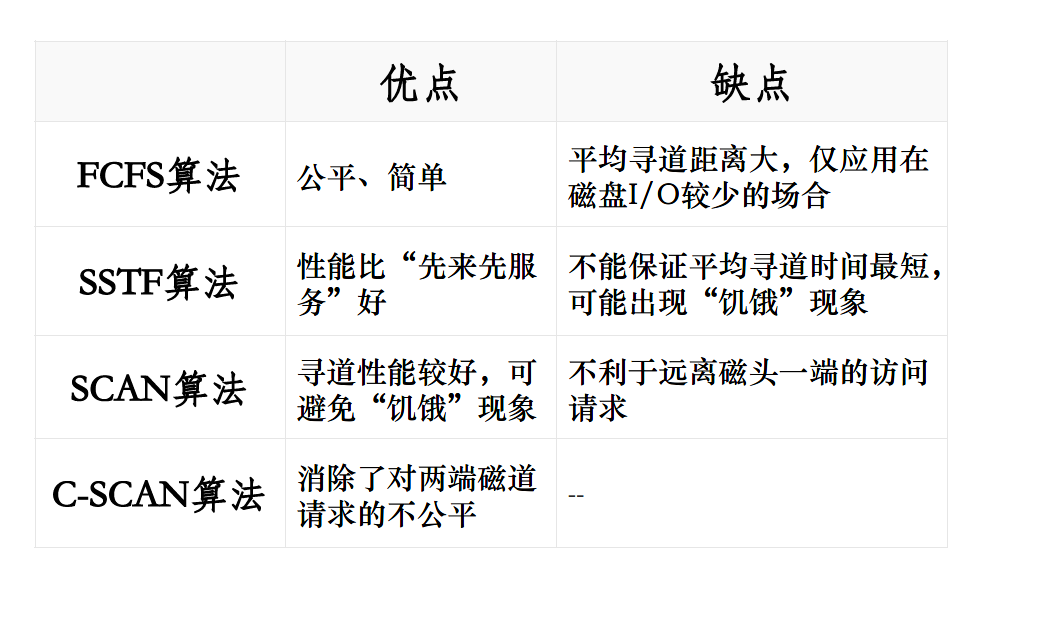 优点
缺点
FCFS算法
公平、简单
平均寻道距离大，仅应用在
磁盘I/O较少的场合
SSTF算法
性能比“先来先服
务”好
不能保证平均寻道时间最短，
可能出现“饥饿”现象
SCAN算法
寻道性能较好，可
避免“饥饿”现象
不利于远离磁头一端的访问
请求
C-SCAN算法
消除了对两端磁道
请求的不公平
--